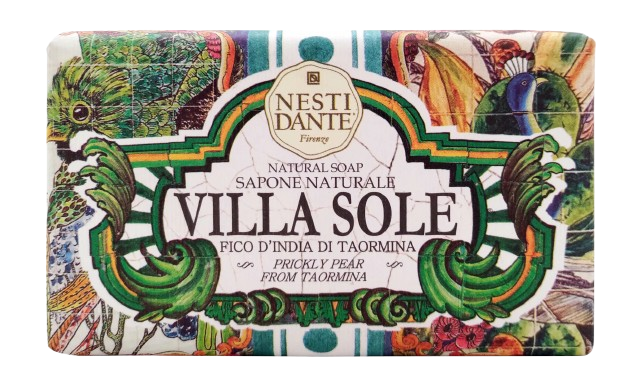 NESTI
DANTE
Firenze
NATURAL SOAP
SAPONE NATURALE
VILLA SOLE
FICO D'INDIA DI TAORMINA
PRICKLY PEAR
FROM TAORMINA